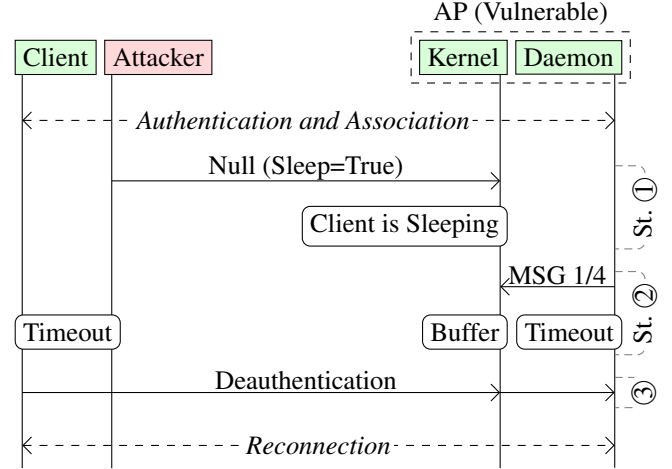 AP (Vulnerable)
Client Attacker Kernel Daemon
Authentication and Association
Null (Sleep=True)
St. ①
Client is Sleeping
MSG 1/4
St. ②
Timeout Buffer Timeout
Deauthentication
③
Reconnection